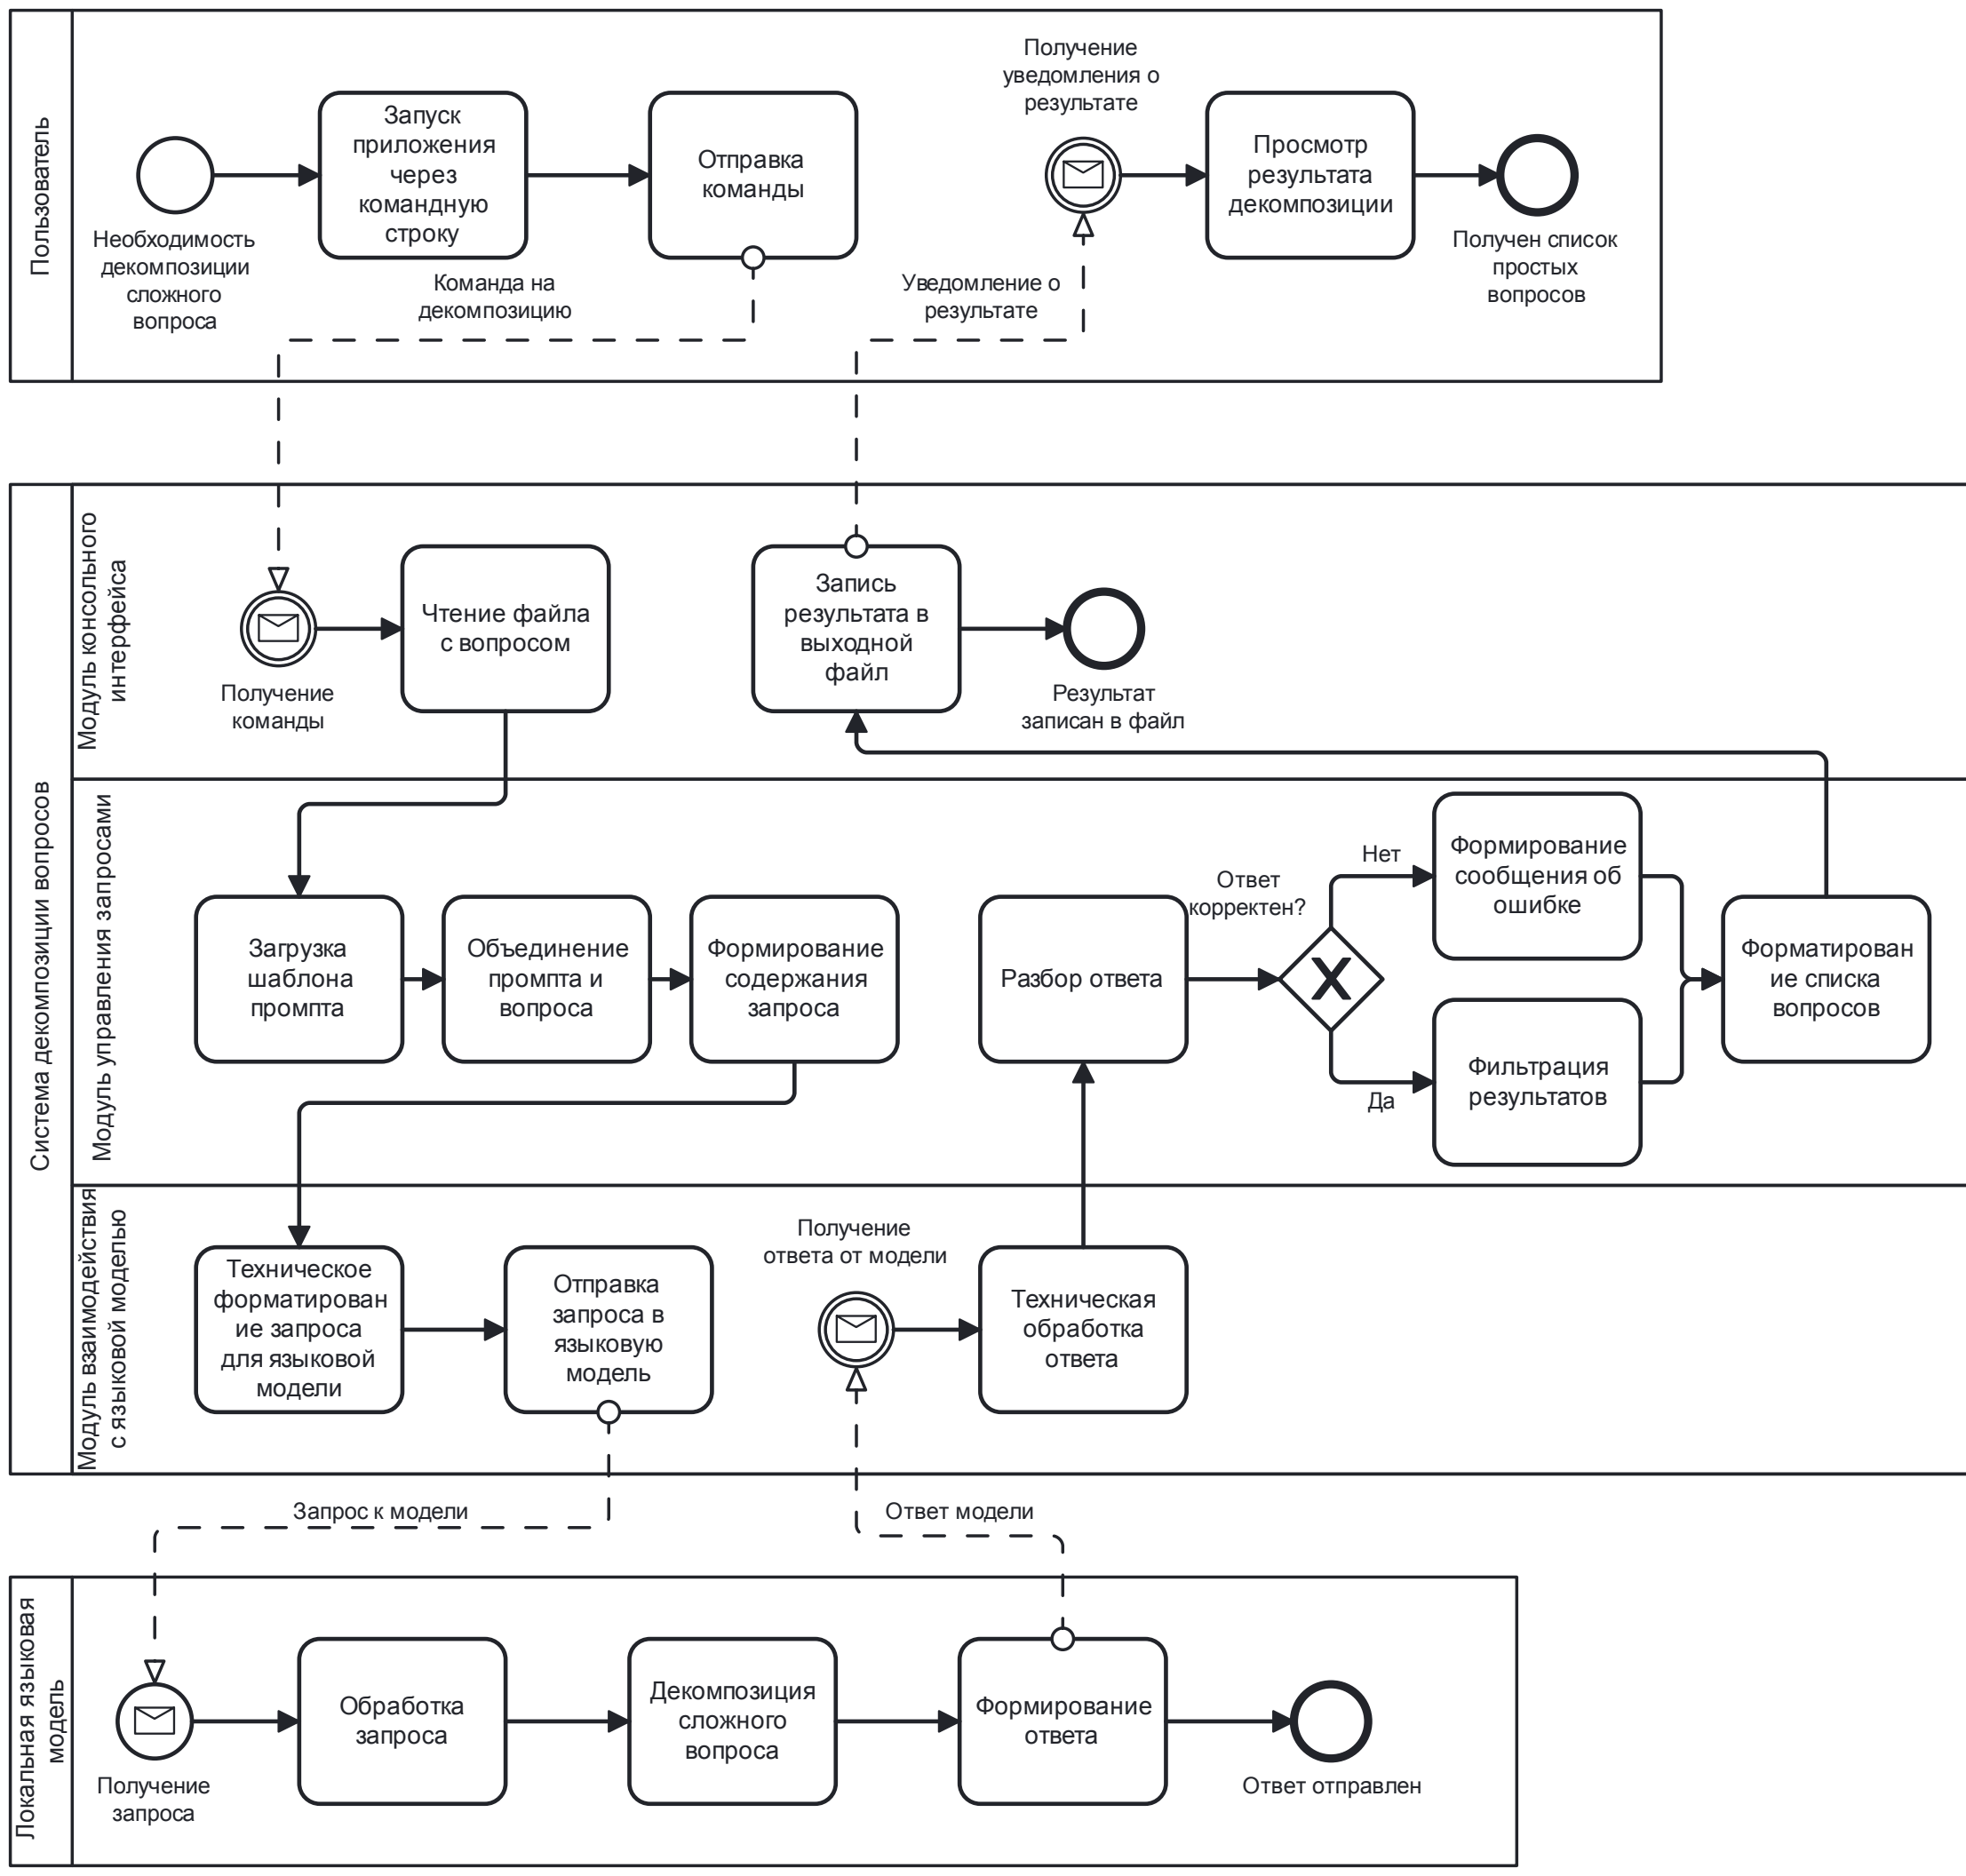 Пользователь
Необходимость
декомпозиции
сложного
вопроса
Запуск
приложения
через
командную
строку
Отправка
команды
Команда на
декомпозицию
Получение
уведомления о
результате
Уведомление о
результате
Просмотр
результата
декомпозиции
Получен список
простых
вопросов
Система декомпозиции вопросов
Модуль консольного
интерфейса
Получение
команды
Чтение файла
с вопросом
Запись
результата в
выходной
файл
Результат
записан в файл
Модуль управления запросами
Загрузка
шаблона
промпта
Объединение
промпта и
вопроса
Формирование
содержания
запроса
Разбор ответа
Ответ
корректен?
Нет
Да
Формирование
сообщения об
ошибке
Фильтрация
результатов
Форматирован
ие списка
вопросов
Модуль взаимодействия
с языковой моделью
Техническое
форматирован
ие запроса
для языковой
модели
Отправка
запроса в
языковую
модель
Получение
ответа от модели
Техническая
обработка
ответа
Запрос к модели
Ответ модели
Локальная языковая
модель
Получение
запроса
Обработка
запроса
Декомпозиция
сложного
вопроса
Формирование
ответа
Ответ отправлен